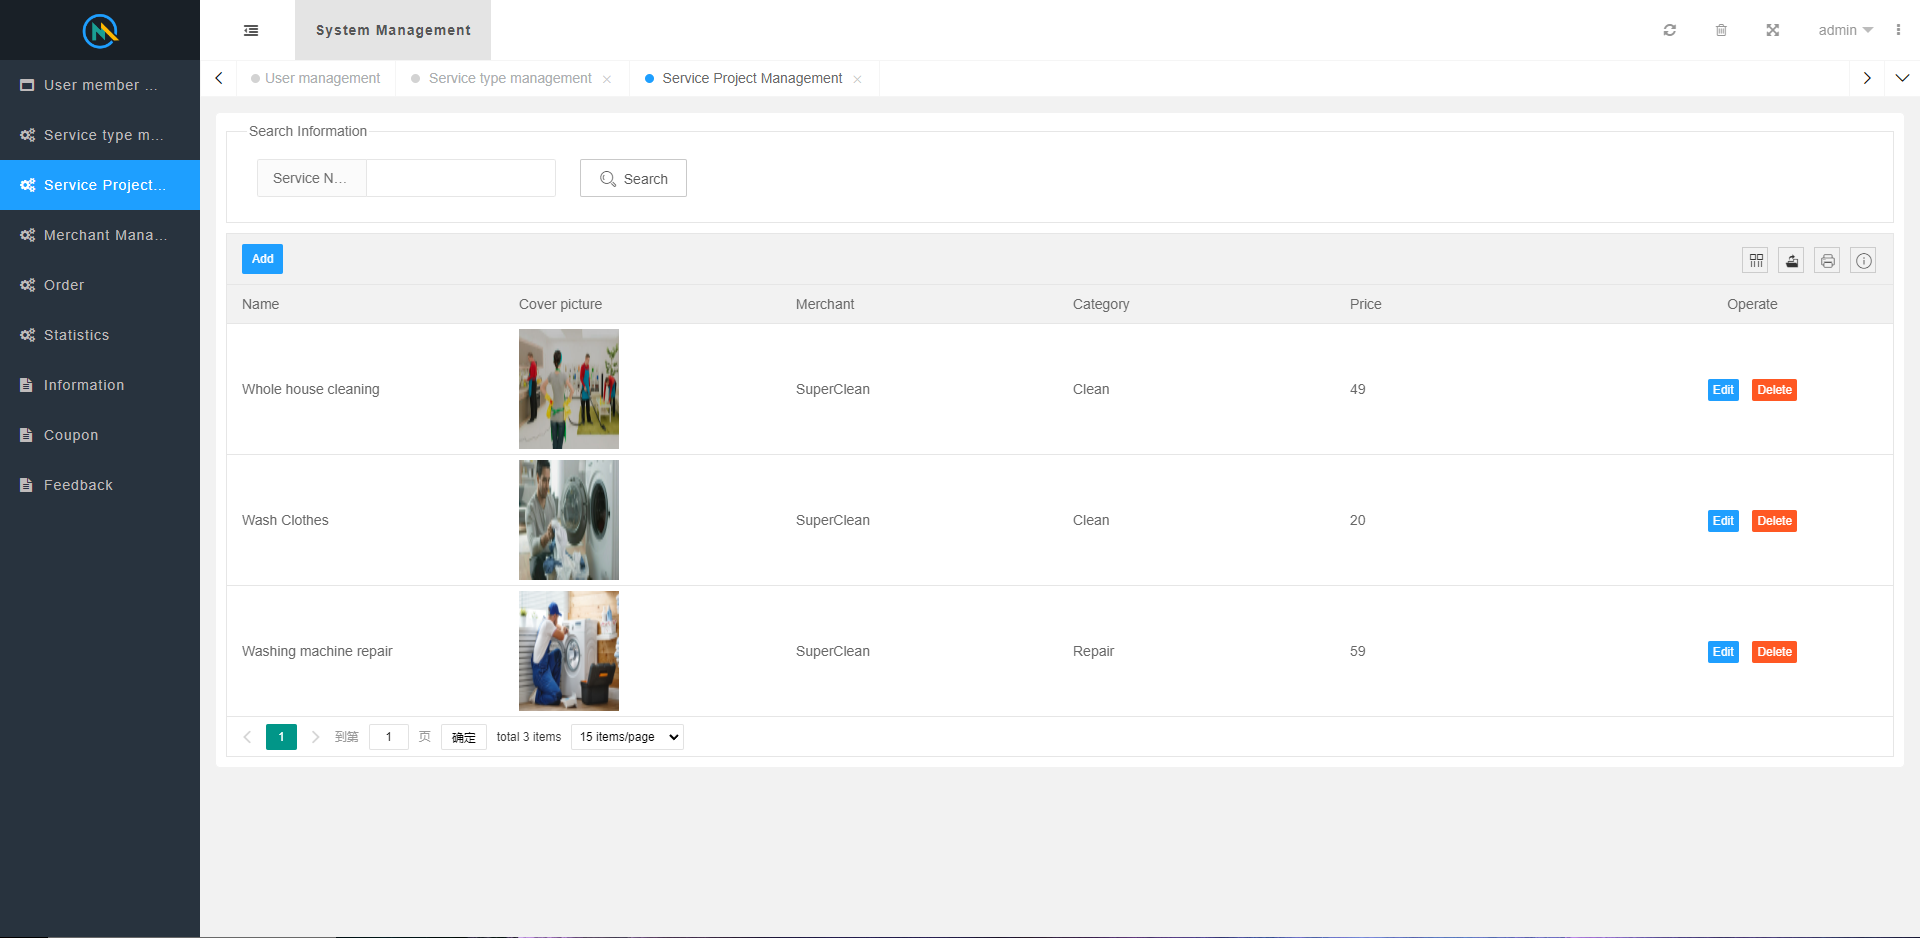 System Management
admin
User member ...
Service type m...
Service Project...
Merchant Mana...
Order
Statistics
Information
Coupon
Feedback
User management
Service type management
Service Project Management
Search Information
Service N...
Search
Add
Name Cover picture Merchant Category Price Operate
Whole house cleaning SuperClean Clean 49 Edit Delete
Wash Clothes SuperClean Clean 20 Edit Delete
Washing machine repair SuperClean Repair 59 Edit Delete
1 到第 1 页 确定 total 3 items 15 items/page